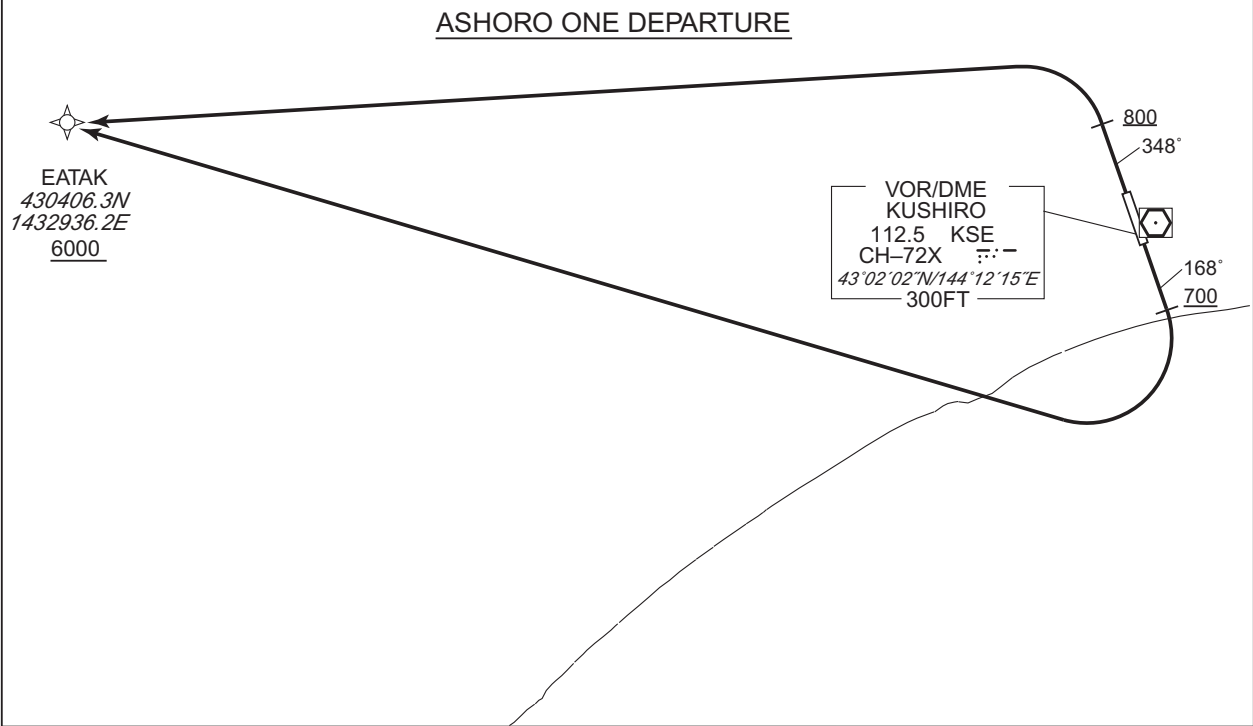 ASHORO ONE DEPARTURE
800
348°
EATAK
430406.3N
1432936.2E
6000
VOR/DME
KUSHIRO
112.5 KSE
CH–72X
43°02´02˝N/144°12´15˝E
300FT
168°
700